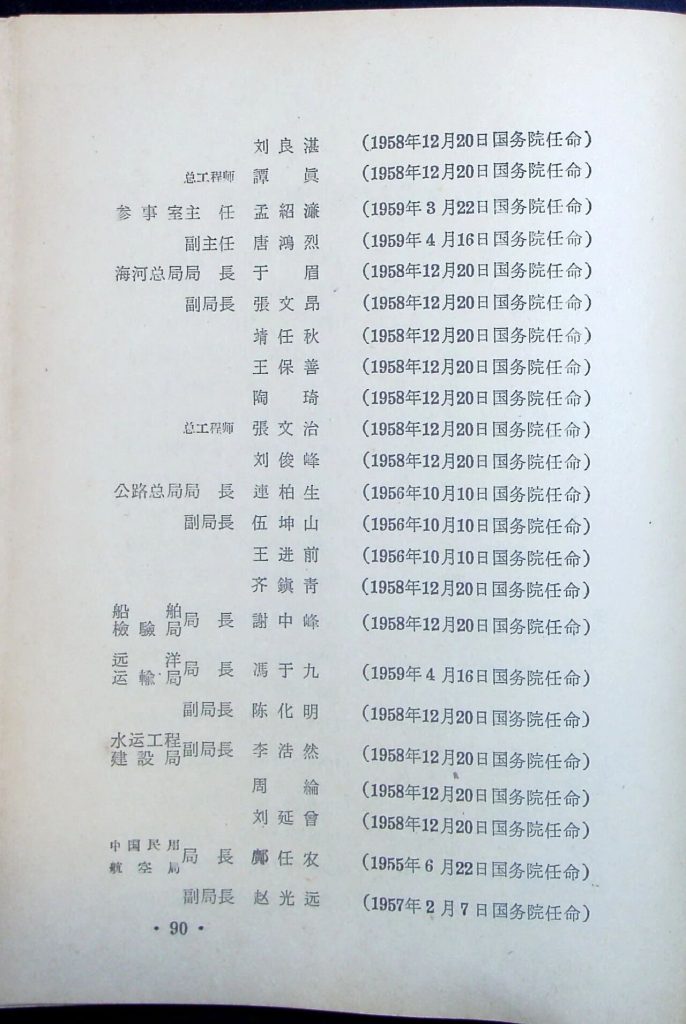 刘良湛 (1958年12月20日国务院任命)
总工程师 譚眞 (1958年12月20日国务院任命)
参事室主任 孟紹濂 (1959年3月22日国务院任命)
副主任 唐鴻烈 (1959年4月16日国务院任命)
海河总局局長 于眉 (1958年12月20日国务院任命)
副局長 張文昂 (1958年12月20日国务院任命)
靖任秋 (1958年12月20日国务院任命)
王保善 (1958年12月20日国务院任命)
陶琦 (1958年12月20日国务院任命)
总工程师 張文治 (1958年12月20日国务院任命)
刘俊峰 (1958年12月20日国务院任命)
公路总局局長 連柏生 (1956年10月10日国务院任命)
副局長 伍坤山 (1956年10月10日国务院任命)
王进前 (1956年10月10日国务院任命)
齐鎭靑 (1958年12月20日国务院任命)
船舶檢驗局局長 謝中峰 (1958年12月20日国务院任命)
远洋运輸局局長 馮于九 (1959年4月16日国务院任命)
副局長 陈化明 (1958年12月20日国务院任命)
水运工程建設局副局長 李浩然 (1958年12月20日国务院任命)
周綸 (1958年12月20日国务院任命)
刘延曾 (1958年12月20日国务院任命)
中国民用航空局局長 鄺任农 (1955年6月22日国务院任命)
副局長 赵光远 (1957年2月7日国务院任命)
· 90 ·